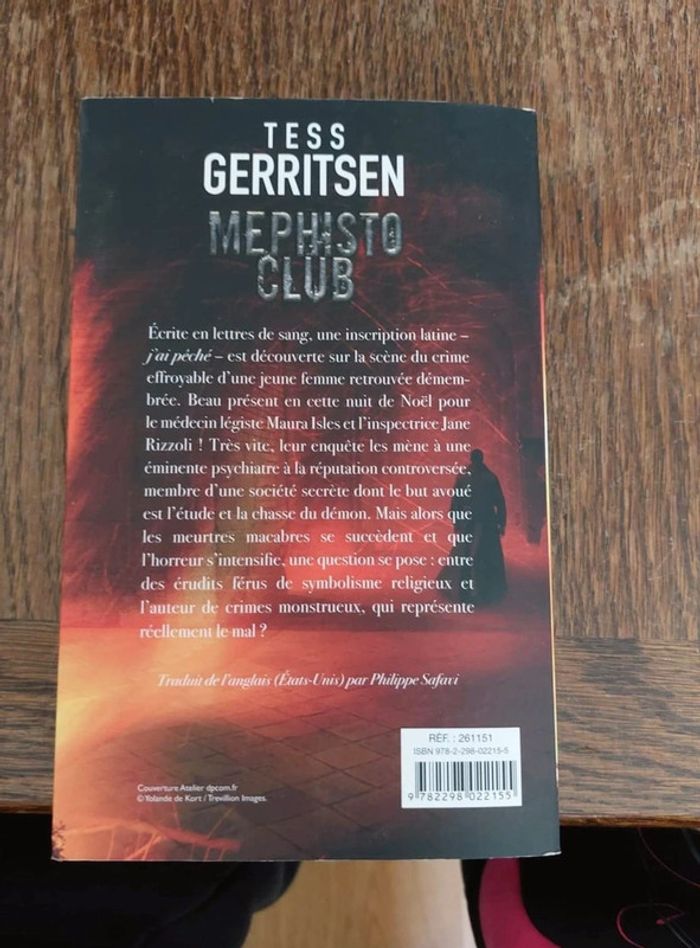 TESS
GERRITSEN
MEPHISTO
CLUB
Écrite en lettres de sang, une inscription latine –
j'ai péché – est découverte sur la scène du crime
effroyable d'une jeune femme retrouvée démem-
brée. Beau présent en cette nuit de Noël pour
le médecin légiste Maura Isles et l'inspectrice Jane
Rizzoli ! Très vite, leur enquête les mène à une
éminente psychiatre à la réputation controversée,
membre d'une société secrète dont le but avoué
est l'étude et la chasse du démon. Mais alors que
les meurtres macabres se succèdent et que
l'horreur s'intensifie, une question se pose : entre
des érudits férus de symbolisme religieux et
l'auteur de crimes monstrueux, qui représente
réellement le mal ?
Traduit de l'anglais (États-Unis) par Philippe Safavi
RÉF. : 261151
ISBN 978-2-298-02215-5
9 782298 022155
Couverture Atelier dpcom.fr
© Yolande de Kort / Trevillion Images.